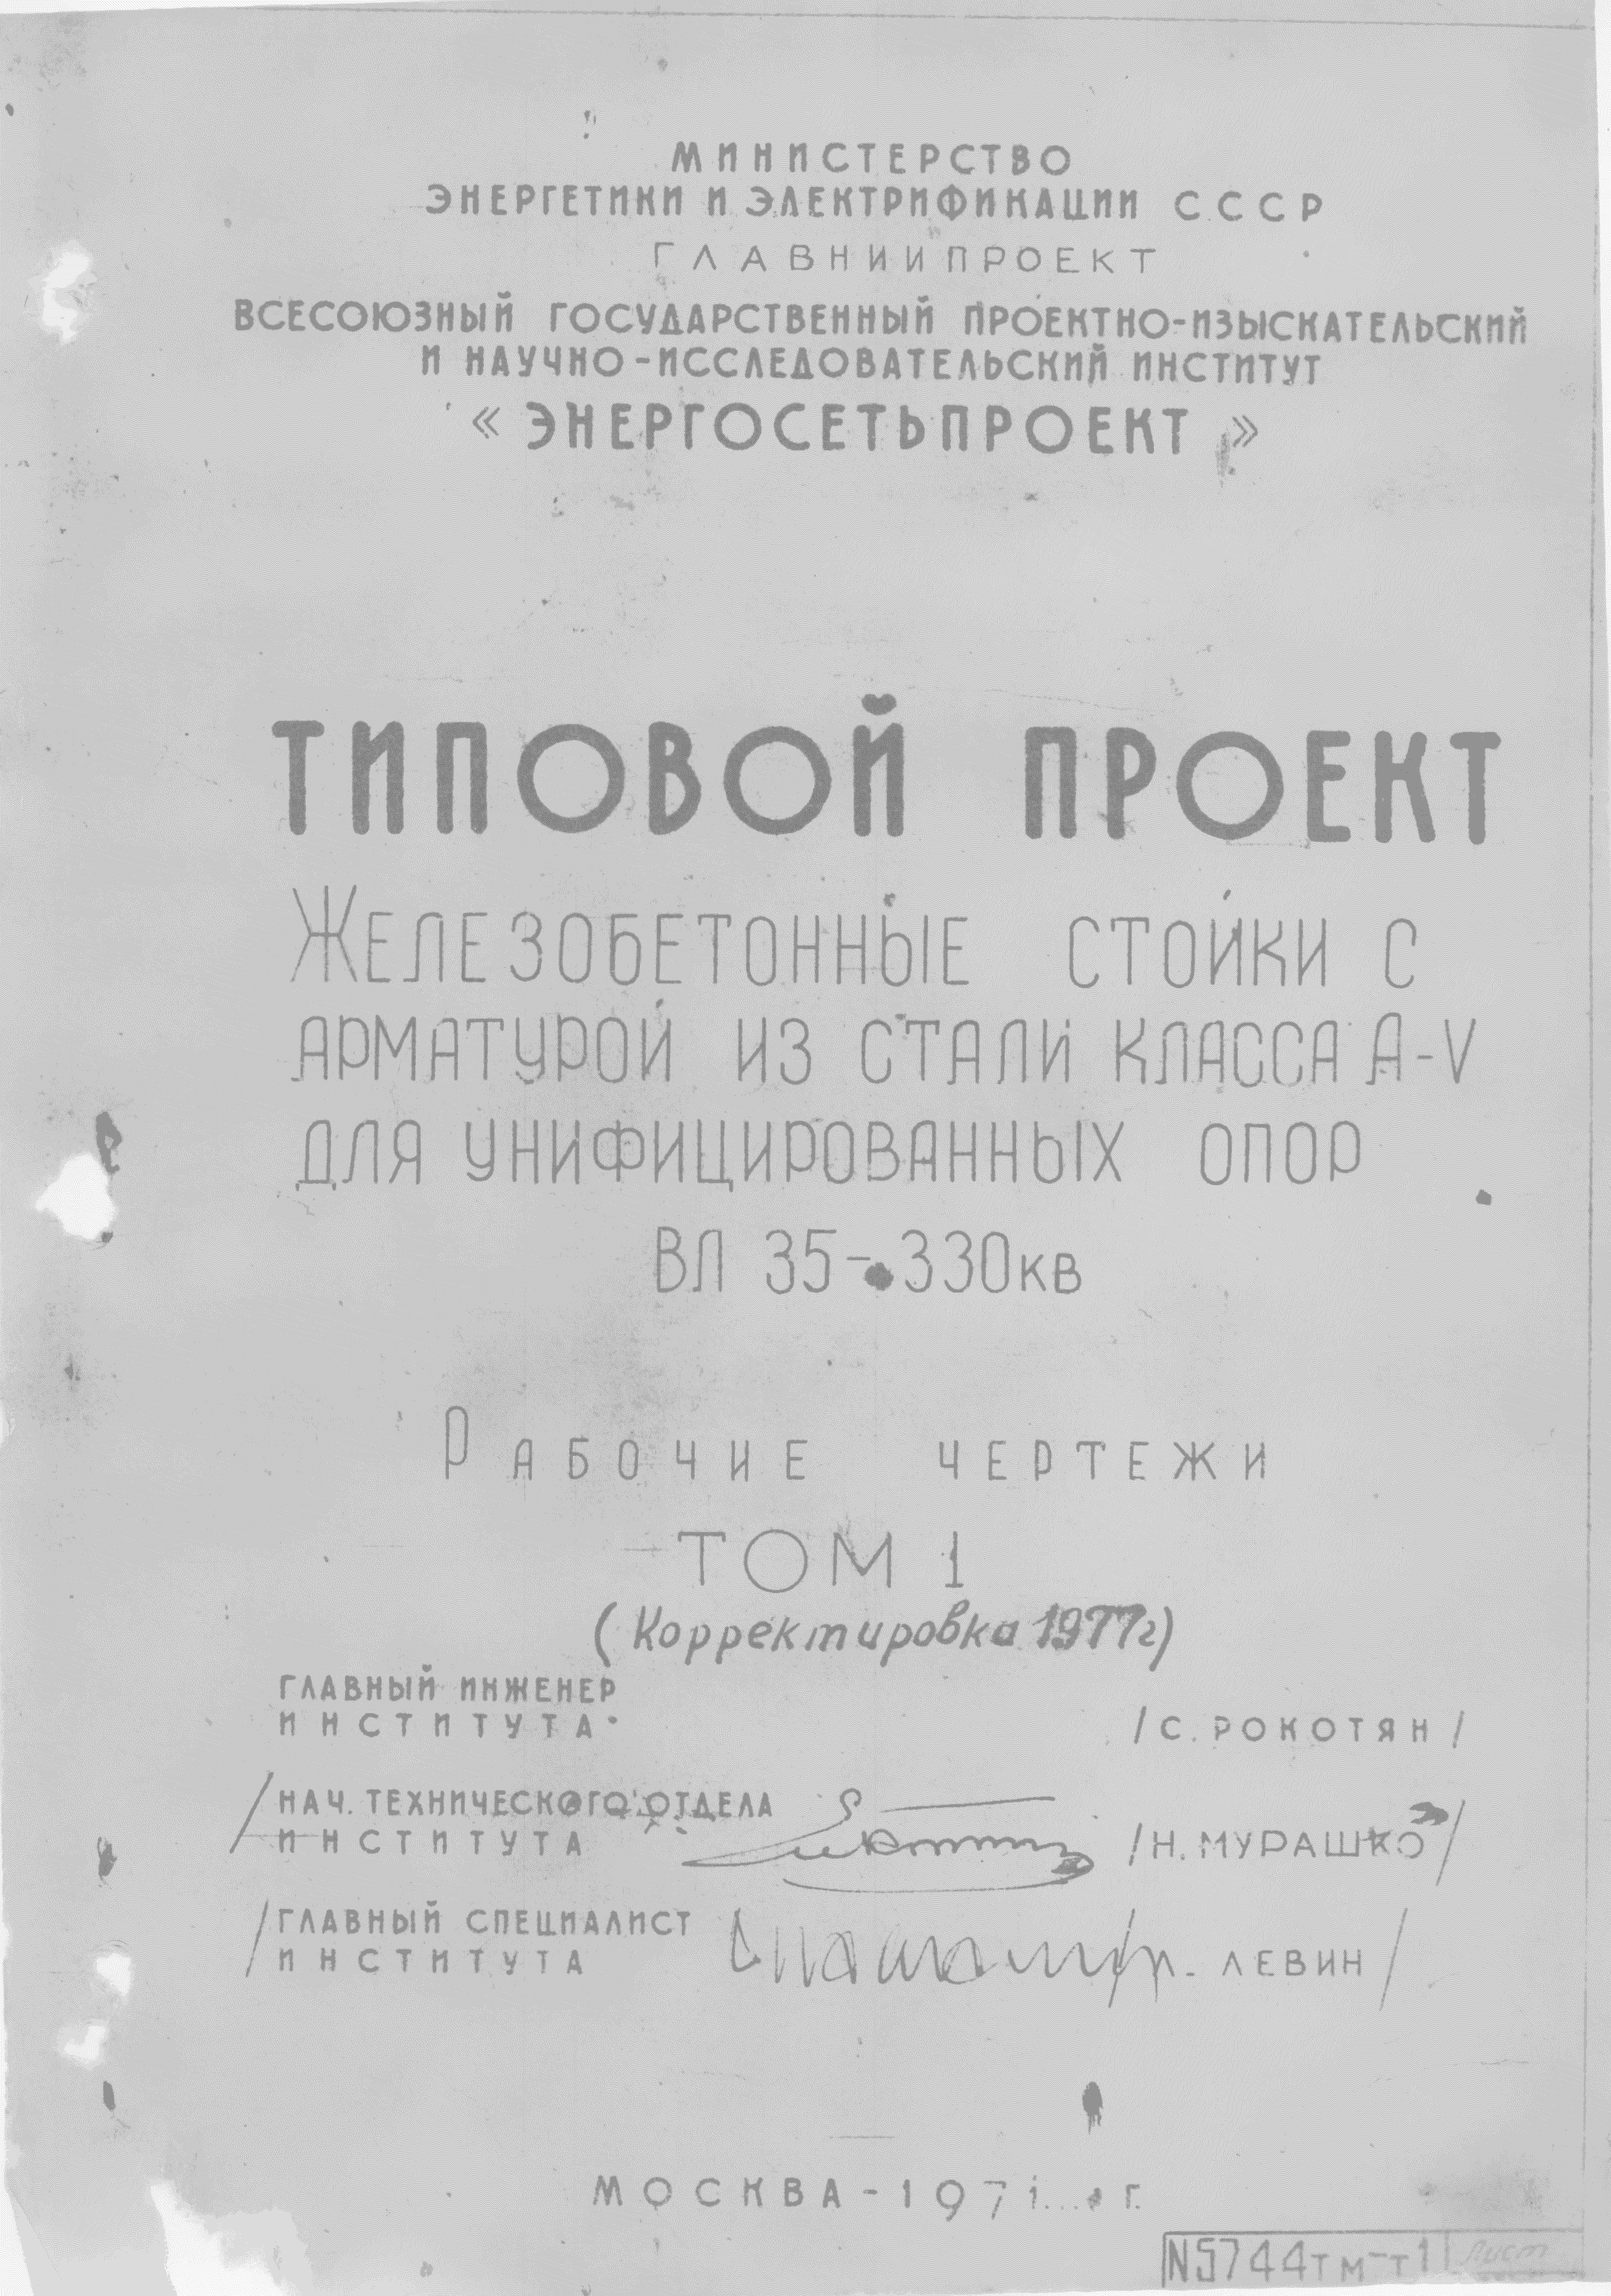 МИНИСТЕРСТВО
ЭНЕРГЕТИКИ И ЭЛЕКТРИФИКАЦИИ СССР
ГЛАВНИИПРОЕКТ
ВСЕСОЮЗНЫЙ ГОСУДАРСТВЕННЫЙ ПРОЕКТНО-ИЗЫСКАТЕЛЬСКИЙ
И НАУЧНО-ИССЛЕДОВАТЕЛЬСКИЙ ИНСТИТУТ
«ЭНЕРГОСЕТЬПРОЕКТ»
ТИПОВОЙ ПРОЕКТ
ЖЕЛЕЗОБЕТОННЫЕ СТОЙКИ С
АРМАТУРОЙ ИЗ СТАЛИ КЛАССА А-V
ДЛЯ УНИФИЦИРОВАННЫХ ОПОР
ВЛ 35-330кв
РАБОЧИЕ ЧЕРТЕЖИ
ТОМ 1
(Корректировка 1977г)
ГЛАВНЫЙ ИНЖЕНЕР
ИНСТИТУТА /С. РОКОТЯН/
/НАЧ. ТЕХНИЧЕСКОГО ОТДЕЛА
ИНСТИТУТА /Н. МУРАШКО/
/ГЛАВНЫЙ СПЕЦИАЛИСТ
ИНСТИТУТА ЛЕВИН/
МОСКВА-1971 г.
N5744тм-т1 Лист